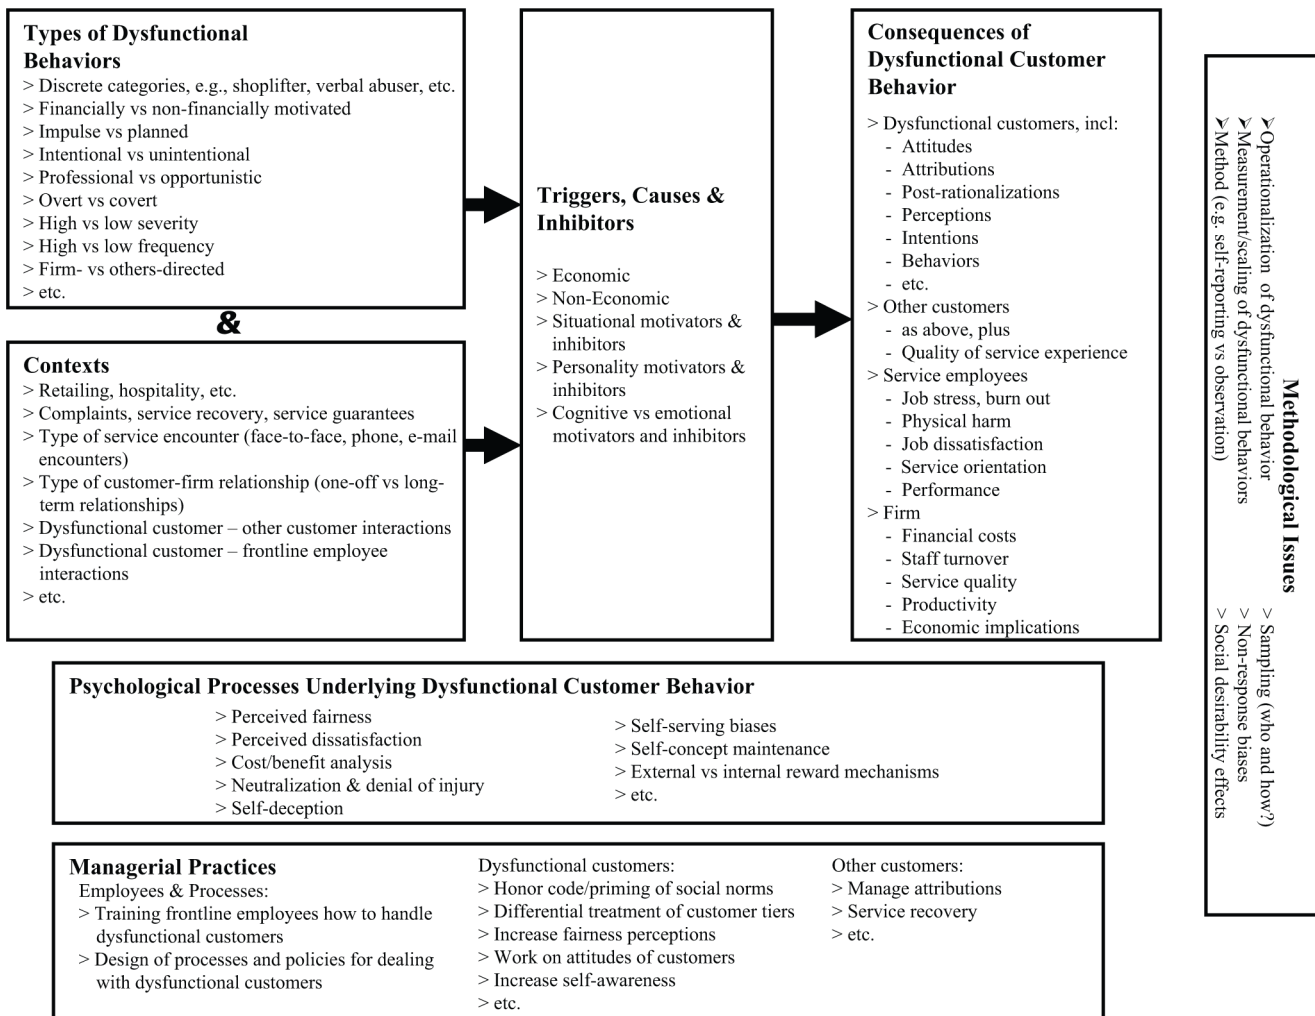 Types of Dysfunctional
Behaviors
> Discrete categories, e.g., shoplifter, verbal abuser, etc.
> Financially vs non-financially motivated
> Impulse vs planned
> Intentional vs unintentional
> Professional vs opportunistic
> Overt vs covert
> High vs low severity
> High vs low frequency
> Firm- vs others-directed
> etc.
&
Contexts
> Retailing, hospitality, etc.
> Complaints, service recovery, service guarantees
> Type of service encounter (face-to-face, phone, e-mail
encounters)
> Type of customer-firm relationship (one-off vs long-
term relationships)
> Dysfunctional customer – other customer interactions
> Dysfunctional customer – frontline employee
interactions
> etc.
Triggers, Causes &
Inhibitors
> Economic
> Non-Economic
> Situational motivators &
inhibitors
> Personality motivators &
inhibitors
> Cognitive vs emotional
motivators and inhibitors
Consequences of
Dysfunctional Customer
Behavior
> Dysfunctional customers, incl:
- Attitudes
- Attributions
- Post-rationalizations
- Perceptions
- Intentions
- Behaviors
- etc.
> Other customers
- as above, plus
- Quality of service experience
> Service employees
- Job stress, burn out
- Physical harm
- Job dissatisfaction
- Service orientation
- Performance
> Firm
- Financial costs
- Staff turnover
- Service quality
- Productivity
- Economic implications
Methodological Issues
➢Operationalization of dysfunctional behavior
➢Measurement/scaling of dysfunctional behaviors
➢Method (e.g. self-reporting vs observation)
> Sampling (who and how?)
> Non-response biases
> Social desirability effects
Psychological Processes Underlying Dysfunctional Customer Behavior
> Perceived fairness
> Perceived dissatisfaction
> Cost/benefit analysis
> Neutralization & denial of injury
> Self-deception
> Self-serving biases
> Self-concept maintenance
> External vs internal reward mechanisms
> etc.
Managerial Practices
Employees & Processes:
> Training frontline employees how to handle
dysfunctional customers
> Design of processes and policies for dealing
with dysfunctional customers
Dysfunctional customers:
> Honor code/priming of social norms
> Differential treatment of customer tiers
> Increase fairness perceptions
> Work on attitudes of customers
> Increase self-awareness
> etc.
Other customers:
> Manage attributions
> Service recovery
> etc.